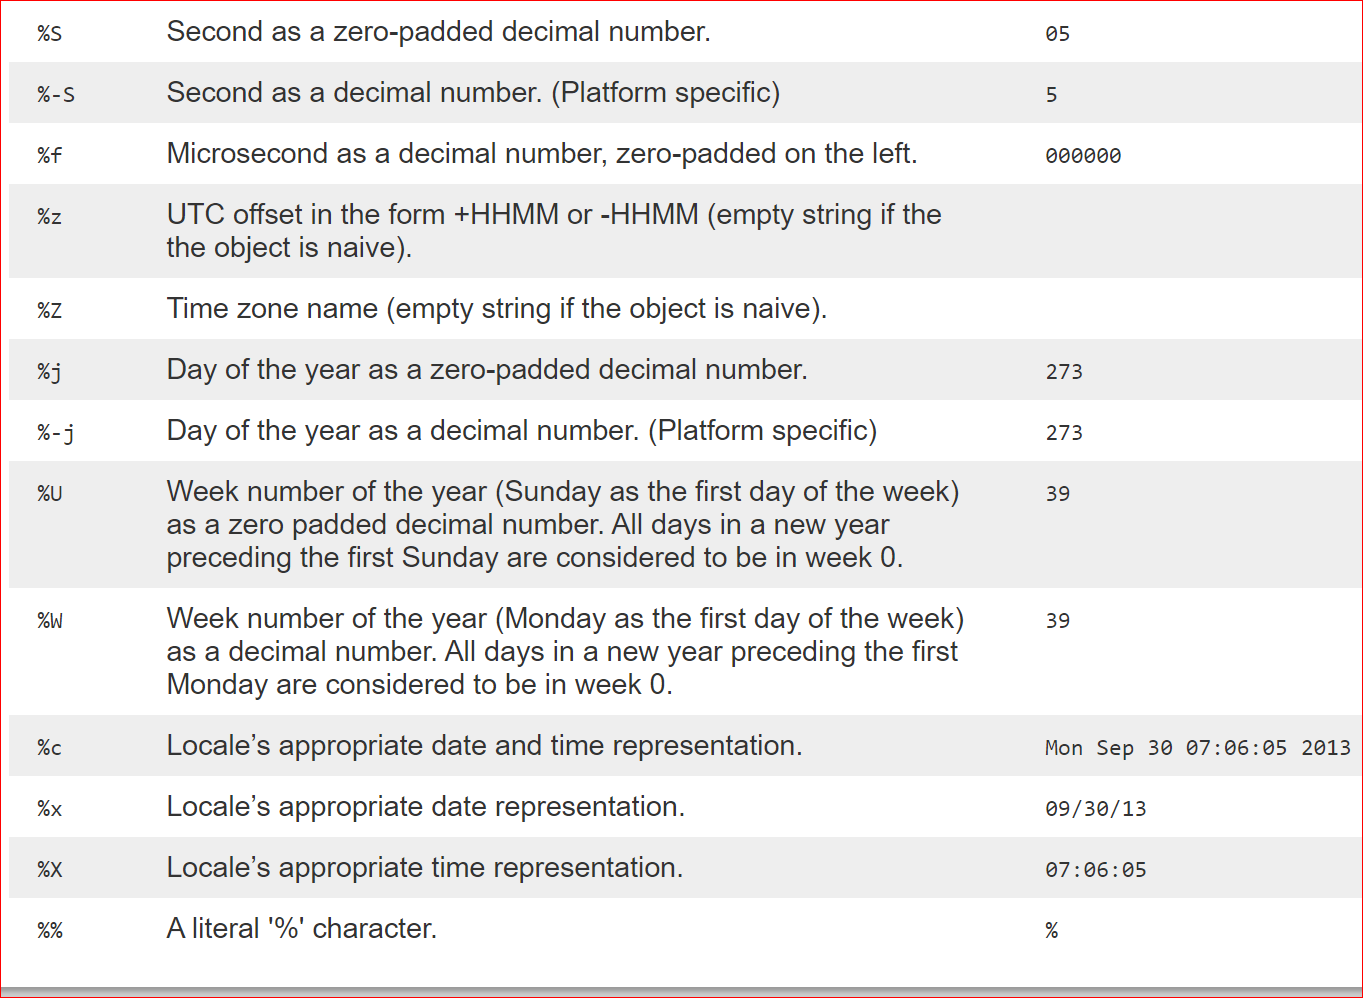 %S Second as a zero-padded decimal number. 05
%-S Second as a decimal number. (Platform specific) 5
%f Microsecond as a decimal number, zero-padded on the left. 000000
%z UTC offset in the form +HHMM or -HHMM (empty string if the
the object is naive).
%Z Time zone name (empty string if the object is naive).
%j Day of the year as a zero-padded decimal number. 273
%-j Day of the year as a decimal number. (Platform specific) 273
%U Week number of the year (Sunday as the first day of the week) 39
as a zero padded decimal number. All days in a new year
preceding the first Sunday are considered to be in week 0.
%W Week number of the year (Monday as the first day of the week) 39
as a decimal number. All days in a new year preceding the first
Monday are considered to be in week 0.
%c Locale’s appropriate date and time representation. Mon Sep 30 07:06:05 2013
%x Locale’s appropriate date representation. 09/30/13
%X Locale’s appropriate time representation. 07:06:05
%% A literal '%' character. %